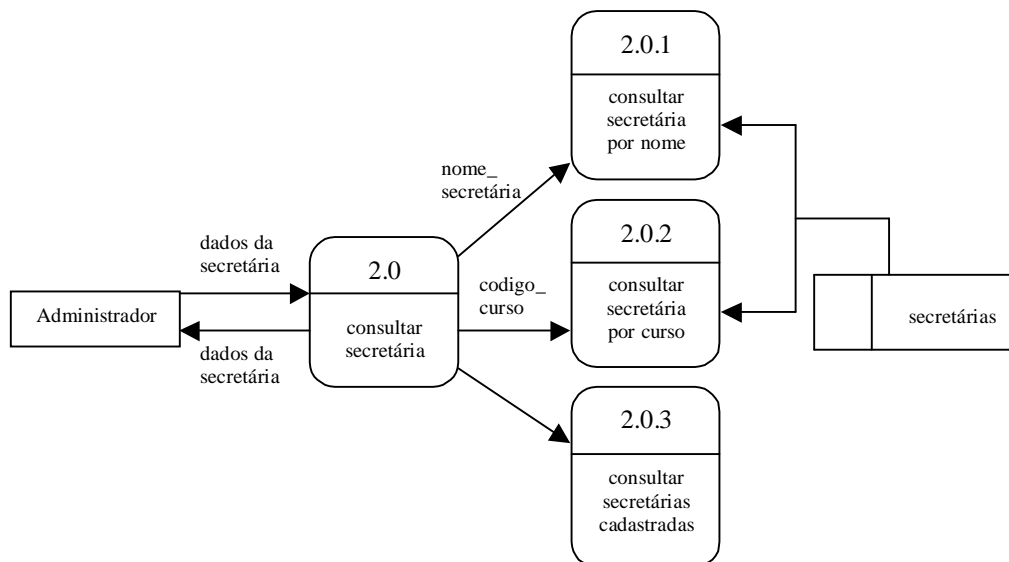 2.0.1
consultar
secretária
por nome
nome_
secretária
dados da
secretária
2.0
consultar
secretária
Administrador
dados da
secretária
codigo_
curso
2.0.2
consultar
secretária
por curso
secretárias
2.0.3
consultar
secretárias
cadastradas